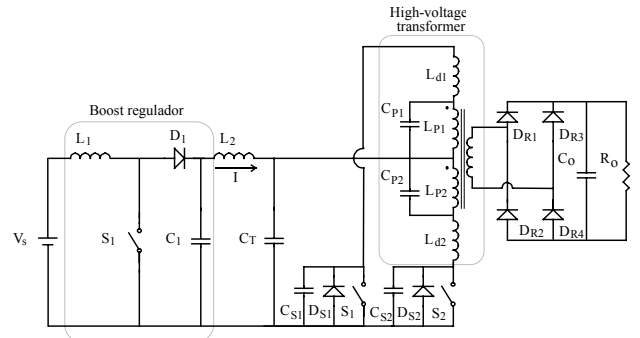 High-voltage
transformer
Boost regulador
L1
D1
L2
I
Vs
S1
C1
CT
Ld1
CP1
LP1
CP2
LP2
Ld2
DR1
DR3
Co
Ro
DR2
DR4
CS1
DS1
S1
CS2
DS2
S2